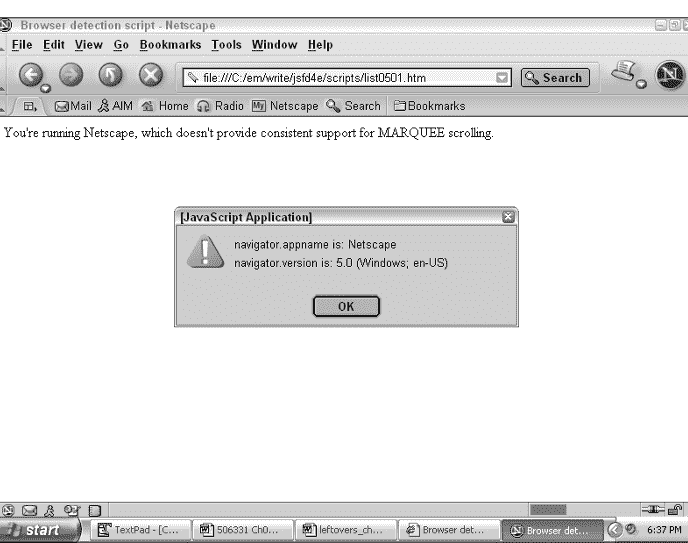 Browser detection script - Netscape
File Edit View Go Bookmarks Tools Window Help
file:///C:/em/write/jsfd4e/scripts/list0501.htm Search
Mail AIM Home Radio My Netscape Search Bookmarks
You're running Netscape, which doesn't provide consistent support for MARQUEE scrolling.
[JavaScript Application]
navigator.appname is: Netscape
navigator.version is: 5.0 (Windows; en-US)
OK
start TextPad - [C... 506331 Ch0... leftovers_ch... Browser det... Browser det... 6:37 PM